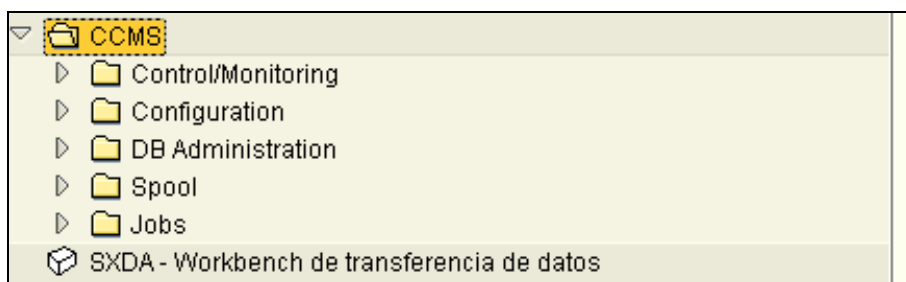 CCMS
Control/Monitoring
Configuration
DB Administration
Spool
Jobs
SXDA - Workbench de transferencia de datos